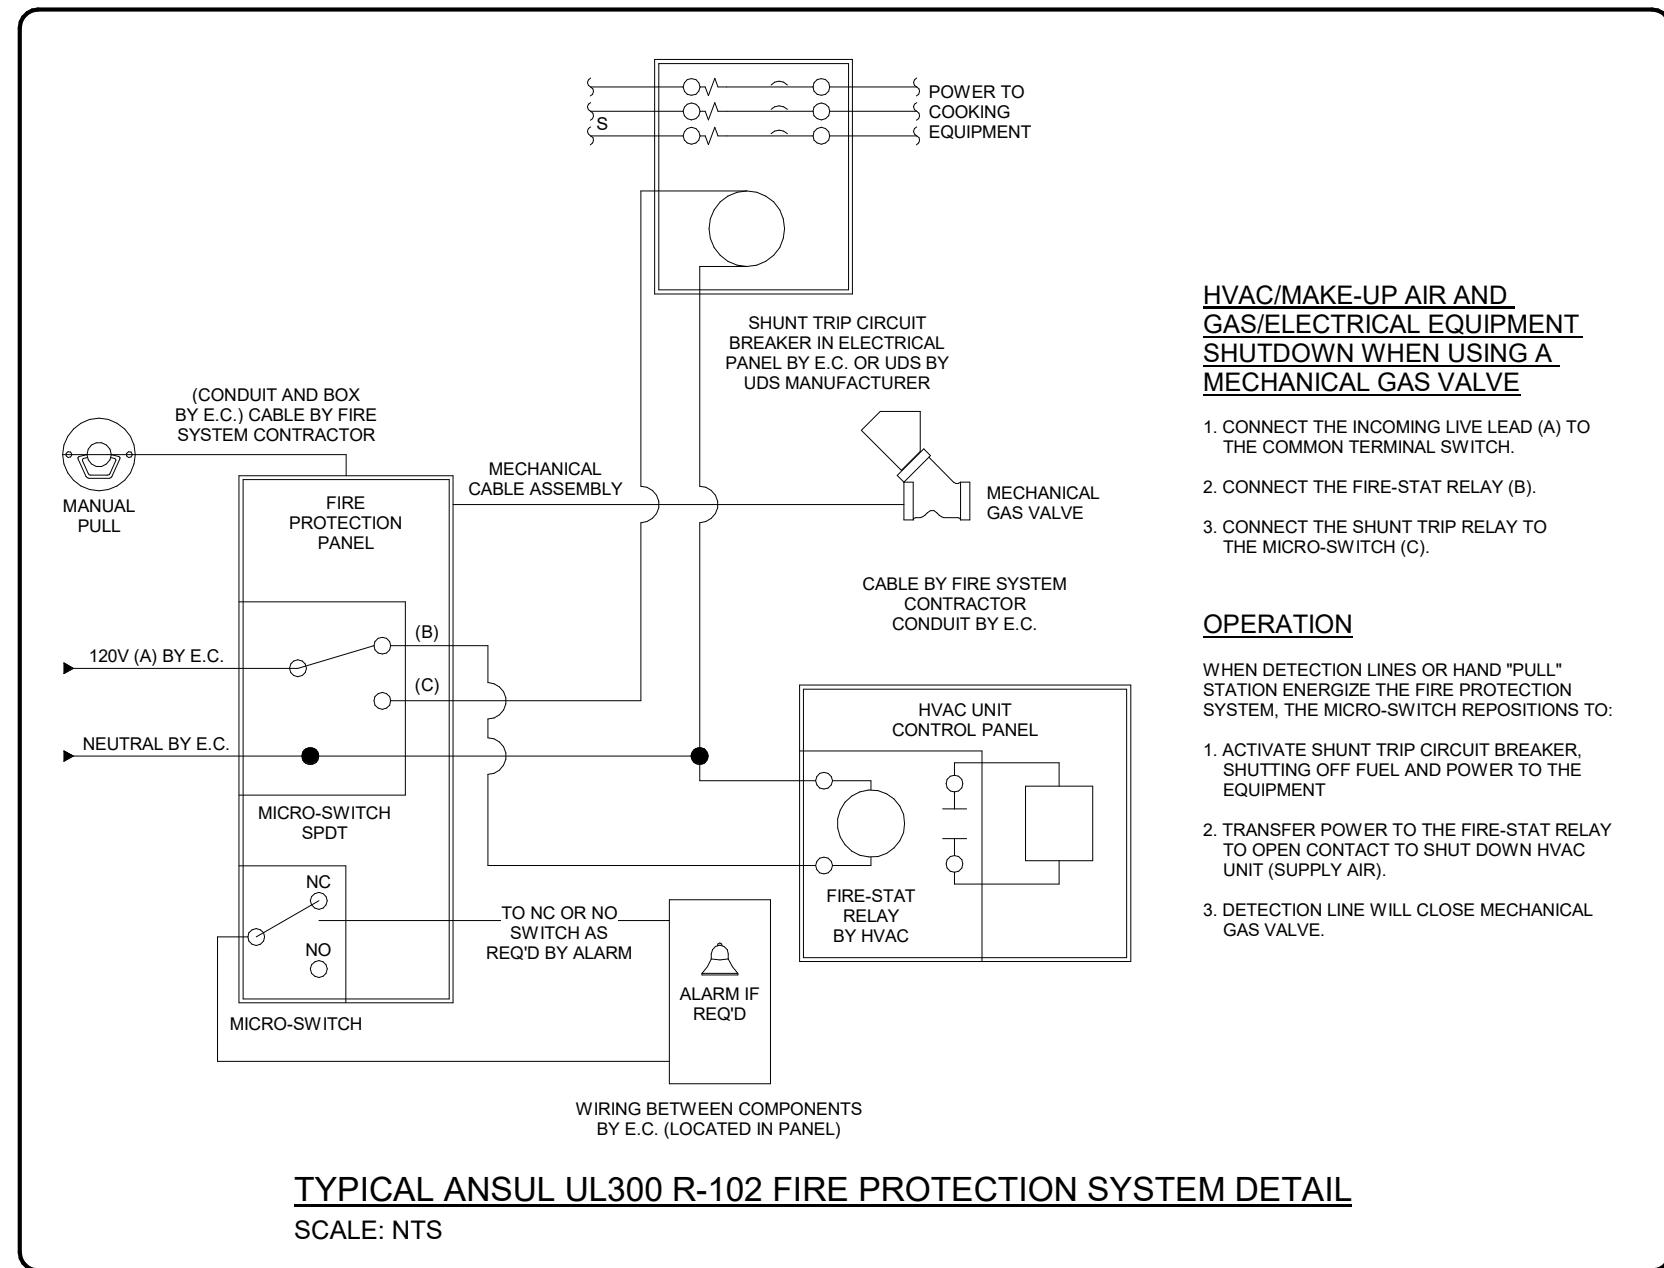 POWER TO
COOKING
EQUIPMENT
S
SHUNT TRIP CIRCUIT
BREAKER IN ELECTRICAL
PANEL BY E.C. OR UDS BY
UDS MANUFACTURER
(CONDUIT AND BOX
BY E.C.) CABLE BY FIRE
SYSTEM CONTRACTOR
MANUAL
PULL
FIRE
PROTECTION
PANEL
MECHANICAL
CABLE ASSEMBLY
MECHANICAL
GAS VALVE
CABLE BY FIRE SYSTEM
CONTRACTOR
CONDUIT BY E.C.
120V (A) BY E.C.
(B)
(C)
NEUTRAL BY E.C.
MICRO-SWITCH
SPDT
HVAC UNIT
CONTROL PANEL
FIRE-STAT
RELAY
BY HVAC
NC
NO
TO NC OR NO
SWITCH AS
REQ'D BY ALARM
MICRO-SWITCH
ALARM IF
REQ'D
WIRING BETWEEN COMPONENTS
BY E.C. (LOCATED IN PANEL)
HVAC/MAKE-UP AIR AND
GAS/ELECTRICAL EQUIPMENT
SHUTDOWN WHEN USING A
MECHANICAL GAS VALVE
1. CONNECT THE INCOMING LIVE LEAD (A) TO
THE COMMON TERMINAL SWITCH.
2. CONNECT THE FIRE-STAT RELAY (B).
3. CONNECT THE SHUNT TRIP RELAY TO
THE MICRO-SWITCH (C).
OPERATION
WHEN DETECTION LINES OR HAND "PULL"
STATION ENERGIZE THE FIRE PROTECTION
SYSTEM, THE MICRO-SWITCH REPOSITIONS TO:
1. ACTIVATE SHUNT TRIP CIRCUIT BREAKER,
SHUTTING OFF FUEL AND POWER TO THE
EQUIPMENT
2. TRANSFER POWER TO THE FIRE-STAT RELAY
TO OPEN CONTACT TO SHUT DOWN HVAC
UNIT (SUPPLY AIR).
3. DETECTION LINE WILL CLOSE MECHANICAL
GAS VALVE.
TYPICAL ANSUL UL300 R-102 FIRE PROTECTION SYSTEM DETAIL
SCALE: NTS